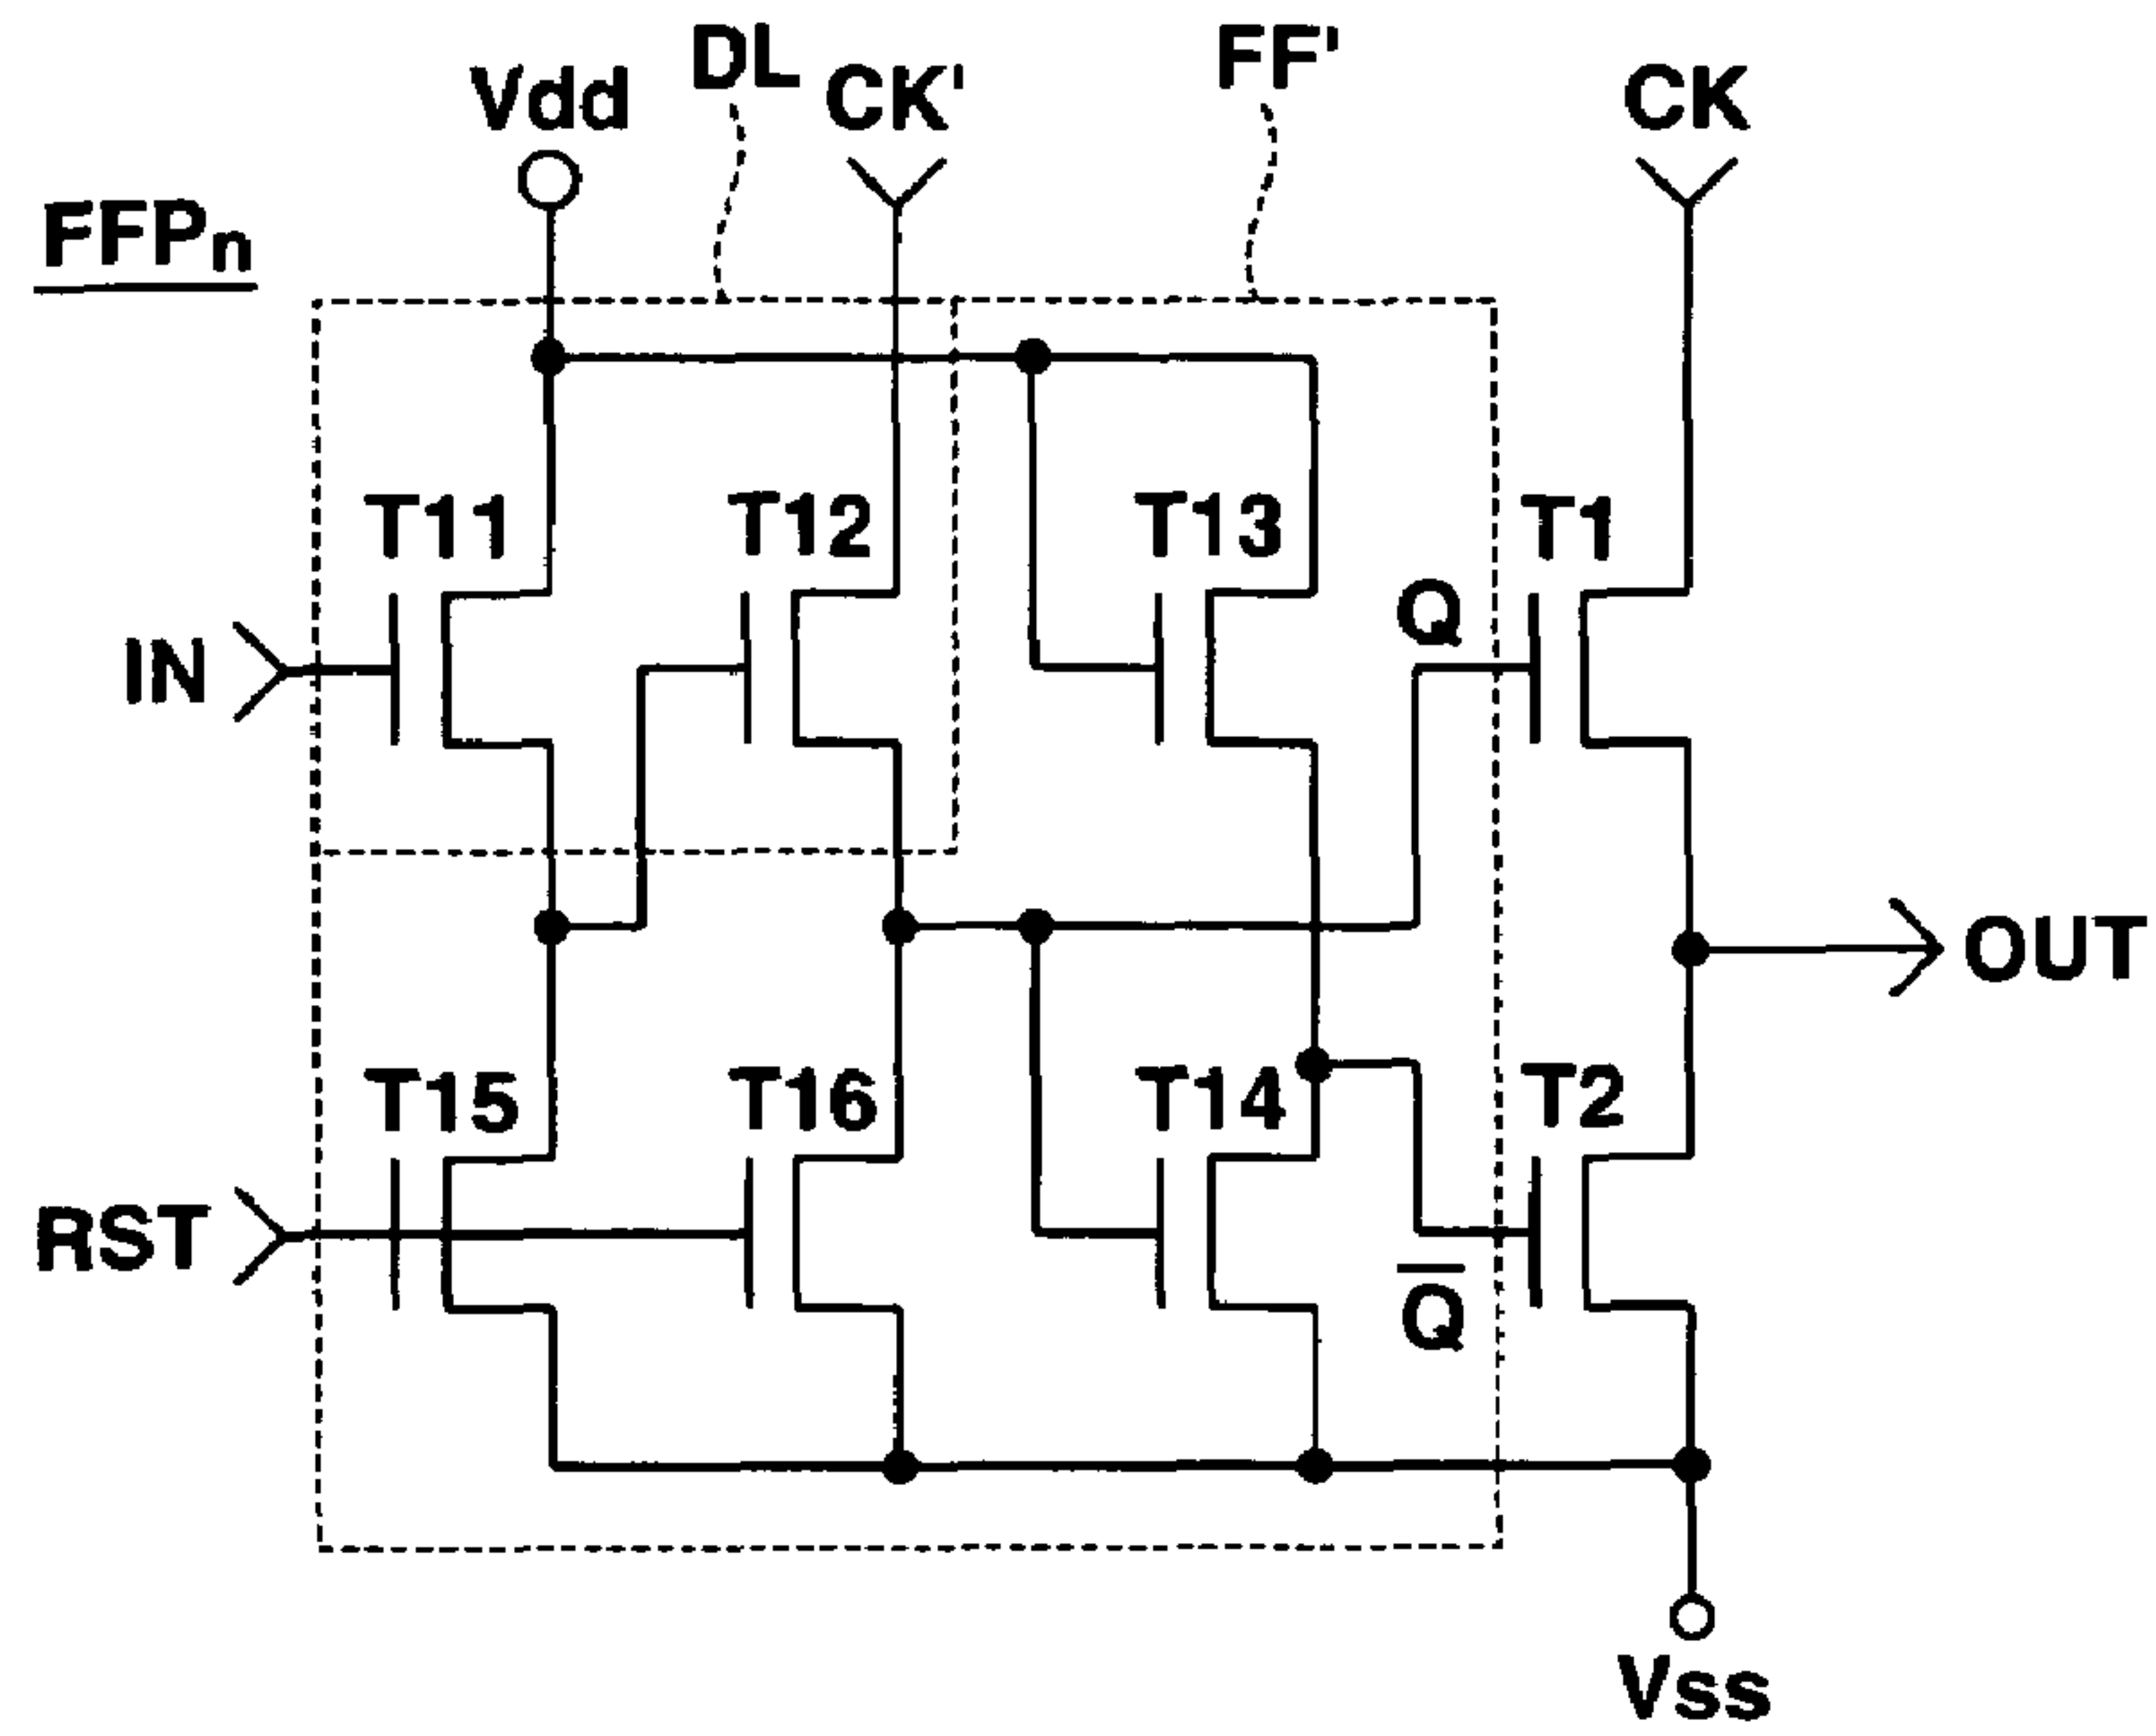 DL
FF'
Vdd
CK'
CK
FFPn
T11
T12
T13
T1
Q
IN
OUT
T15
T16
T14
T2
RST
Q̅
Vss